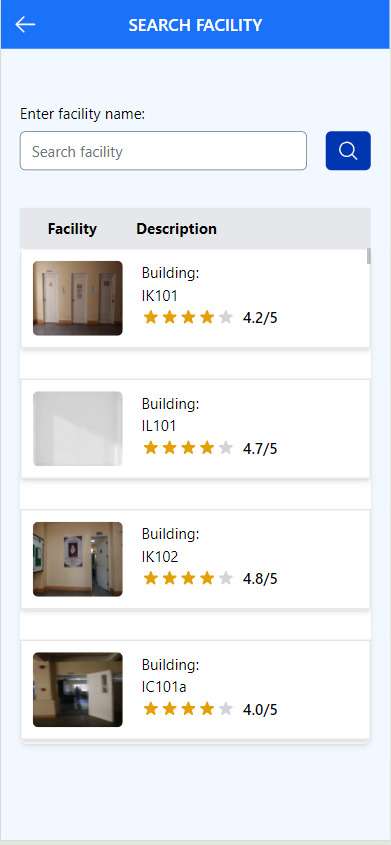 SEARCH FACILITY
Enter facility name:
Search facility
Facility Description
Building:
IK101
4.2/5
Building:
IL101
4.7/5
Building:
IK102
4.8/5
Building:
IC101a
4.0/5